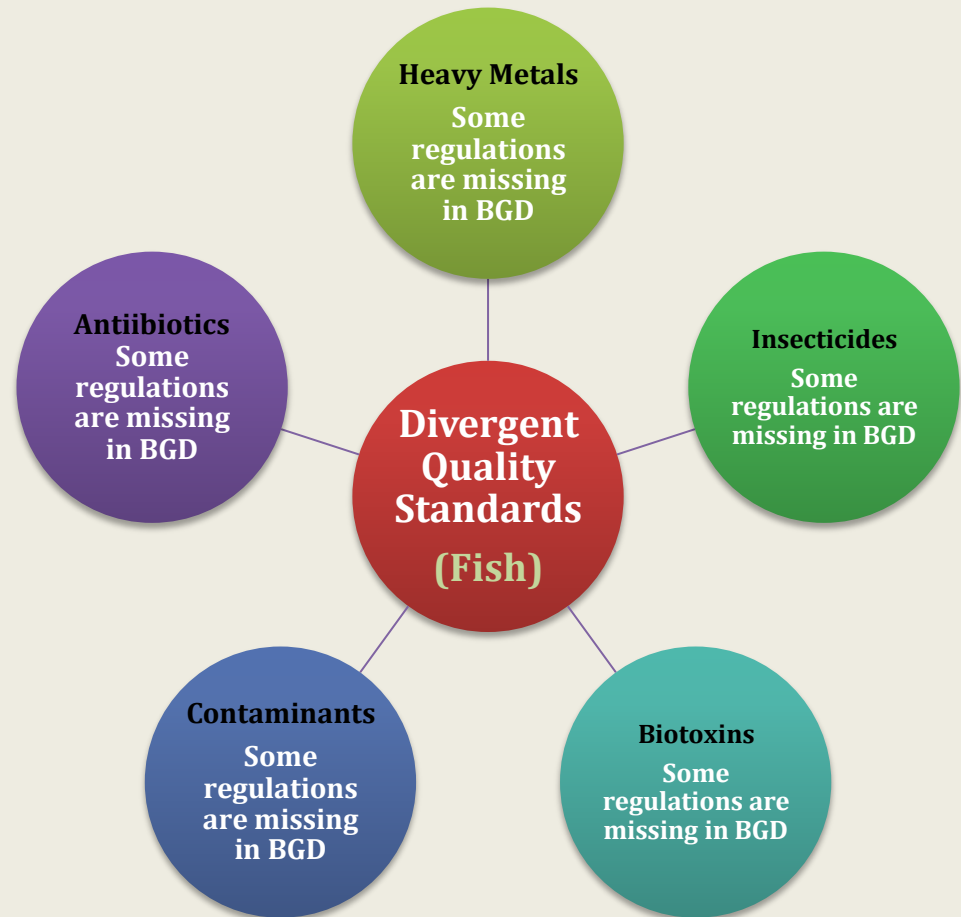 Heavy Metals
Some
regulations
are missing
in BGD
Antiibiotics
Some
regulations
are missing
in BGD
Insecticides
Some
regulations are
missing in BGD
Divergent
Quality
Standards
(Fish)
Contaminants
Some
regulations
are missing
in BGD
Biotoxins
Some
regulations are
missing in BGD